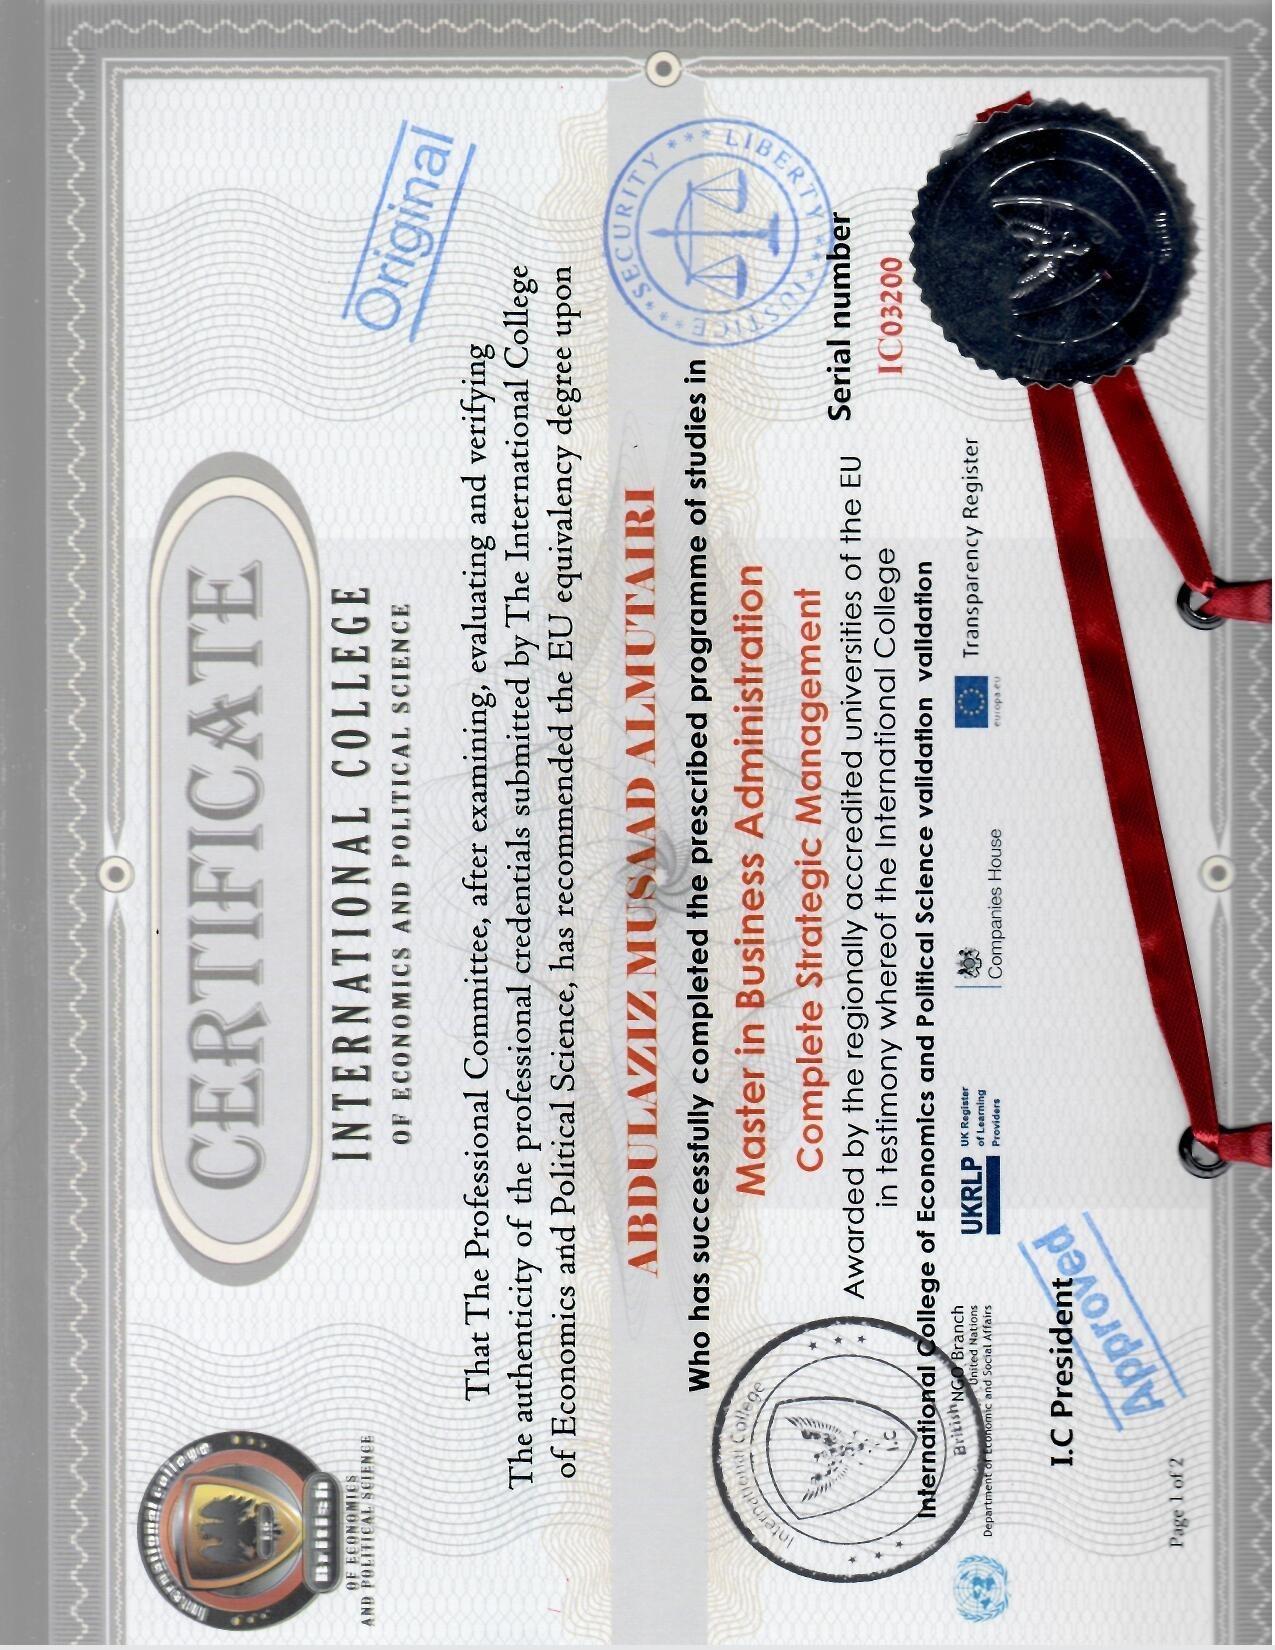 International College
I.C
British
OF ECONOMICS
AND POLITICAL SCIENCE
CERTIFICATE
INTERNATIONAL COLLEGE
OF ECONOMICS AND POLITICAL SCIENCE
Original
That The Professional Committee, after examining, evaluating and verifying
The authenticity of the professional credentials submitted by The International College
of Economics and Political Science, has recommended the EU equivalency degree upon
ABDULAZIZ MUSAAD ALMUTAIRI
Who has successfully completed the prescribed programme of studies in
SECURITY
LIBERTY
JUSTICE
Master in Business Administration
Complete Strategic Management
International College
I.C
British
Awarded by the regionally accredited universities of the EU
in testimony whereof the International College
Serial number
IC03200
International College of Economics and Political Science validation validation
NGO Branch
United Nations
Department of Economic and Social Affairs
UKRLP
UK Register
of Learning
Providers
Companies House
europa.eu
Transparency Register
I.C President
Approved
Page 1 of 2